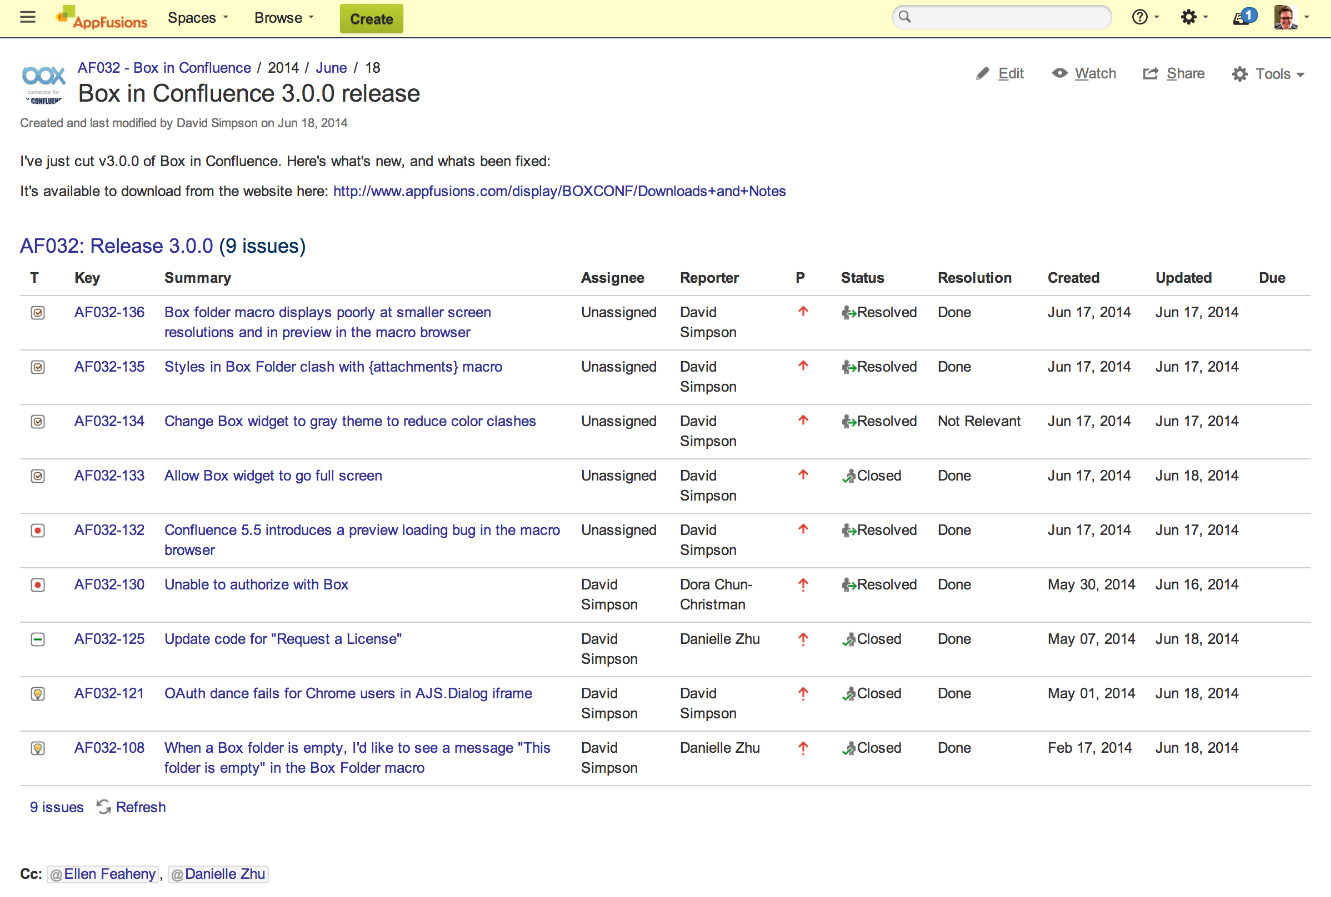 AppFusions Spaces Browse Create 1
box
connector for
CONFLUENCE
AF032 - Box in Confluence / 2014 / June / 18
Box in Confluence 3.0.0 release
Edit Watch Share Tools
Created and last modified by David Simpson on Jun 18, 2014
I've just cut v3.0.0 of Box in Confluence. Here's what's new, and whats been fixed:
It's available to download from the website here: http://www.appfusions.com/display/BOXCONF/Downloads+and+Notes
AF032: Release 3.0.0 (9 issues)
T Key Summary Assignee Reporter P Status Resolution Created Updated Due
AF032-136 Box folder macro displays poorly at smaller screen Unassigned David Resolved Done Jun 17, 2014 Jun 17, 2014
resolutions and in preview in the macro browser Simpson
AF032-135 Styles in Box Folder clash with {attachments} macro Unassigned David Resolved Done Jun 17, 2014 Jun 17, 2014
Simpson
AF032-134 Change Box widget to gray theme to reduce color clashes Unassigned David Resolved Not Relevant Jun 17, 2014 Jun 17, 2014
Simpson
AF032-133 Allow Box widget to go full screen Unassigned David Closed Done Jun 17, 2014 Jun 18, 2014
Simpson
AF032-132 Confluence 5.5 introduces a preview loading bug in the macro Unassigned David Resolved Done Jun 17, 2014 Jun 17, 2014
browser Simpson
AF032-130 Unable to authorize with Box David Dora Chun- Resolved Done May 30, 2014 Jun 16, 2014
Simpson Christman
AF032-125 Update code for "Request a License" David Danielle Zhu Closed Done May 07, 2014 Jun 18, 2014
Simpson
AF032-121 OAuth dance fails for Chrome users in AJS.Dialog iframe David David Closed Done May 01, 2014 Jun 18, 2014
Simpson Simpson
AF032-108 When a Box folder is empty, I'd like to see a message "This David Danielle Zhu Closed Done Feb 17, 2014 Jun 18, 2014
folder is empty" in the Box Folder macro Simpson
9 issues Refresh
Cc: @Ellen Feaheny, @Danielle Zhu